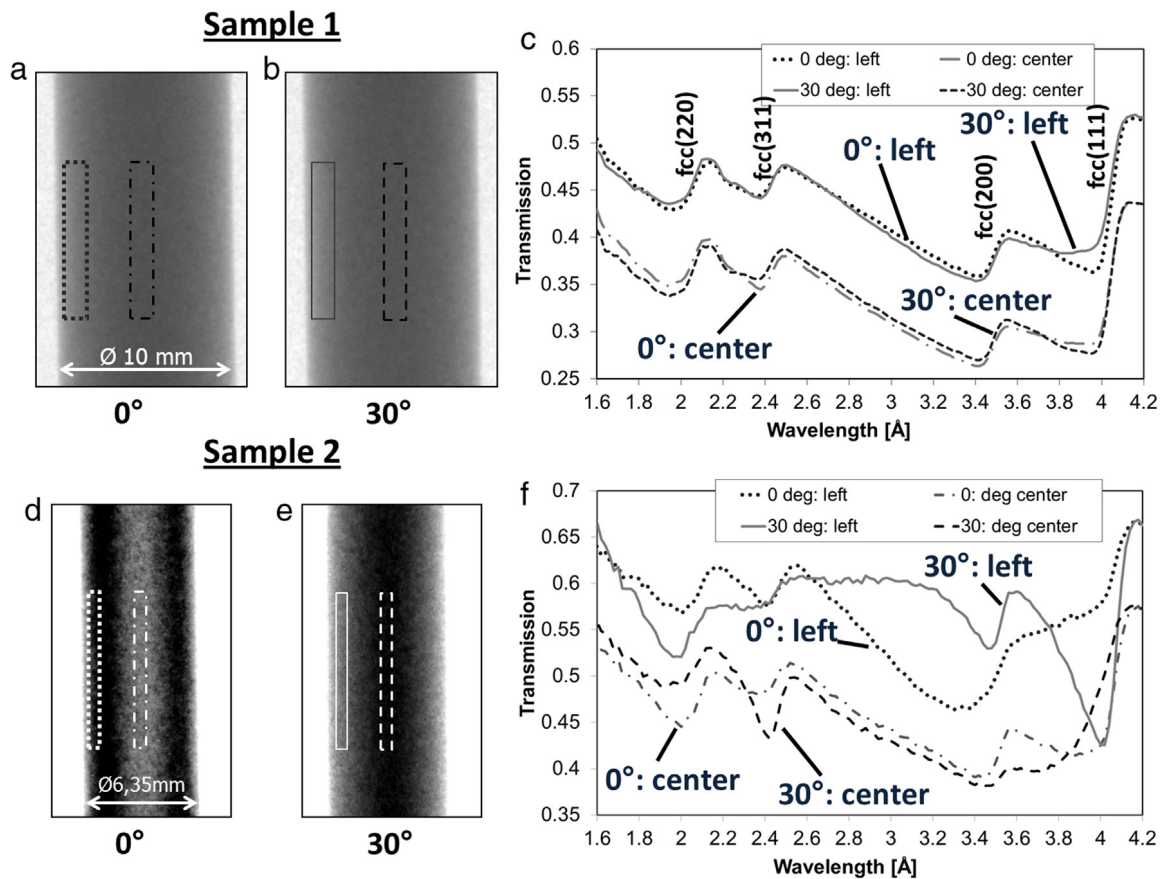 Sample 1
a
b
Ø 10 mm
0°
30°
c
0.6
0.55
0.5
0.45
0.4
0.35
0.3
0.25
Transmission
0 deg: left
0 deg: center
30 deg: left
30 deg: center
fcc(220)
fcc(311)
fcc(200)
fcc(111)
0°: left
30°: left
0°: center
30°: center
1.6 1.8 2 2.2 2.4 2.6 2.8 3 3.2 3.4 3.6 3.8 4 4.2
Wavelength [Å]
Sample 2
d
e
Ø6,35mm
0°
30°
f
0.7
0.65
0.6
0.55
0.5
0.45
0.4
0.35
Transmission
0 deg: left
0: deg center
30 deg: left
30: deg center
30°: left
0°: left
0°: center
30°: center
1.6 1.8 2 2.2 2.4 2.6 2.8 3 3.2 3.4 3.6 3.8 4 4.2
Wavelength [Å]